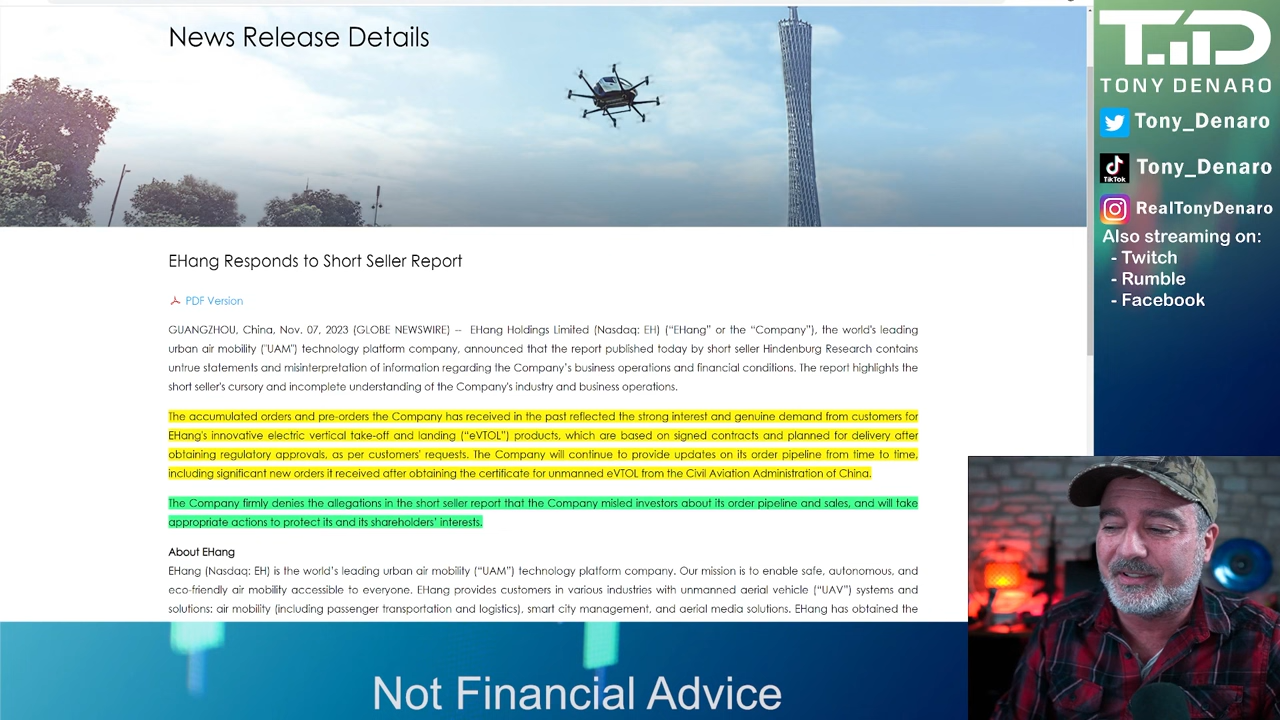 News Release Details
EHang Responds to Short Seller Report
PDF Version
GUANGZHOU, China, Nov. 07, 2023 (GLOBE NEWSWIRE) -- EHang Holdings Limited (Nasdaq: EH) (“EHang” or the “Company”), the world's leading
urban air mobility ("UAM") technology platform company, announced that the report published today by short seller Hindenburg Research contains
untrue statements and misinterpretation of information regarding the Company’s business operations and financial conditions. The report highlights the
short seller's cursory and incomplete understanding of the Company's industry and business operations.
The accumulated orders and pre-orders the Company has received in the past reflected the strong interest and genuine demand from customers for
EHang's innovative electric vertical take-off and landing (“eVTOL”) products, which are based on signed contracts and planned for delivery after
obtaining regulatory approvals, as per customers' requests. The Company will continue to provide updates on its order pipeline from time to time,
including significant new orders it received after obtaining the certificate for unmanned eVTOL from the Civil Aviation Administration of China.
The Company firmly denies the allegations in the short seller report that the Company misled investors about its order pipeline and sales, and will take
appropriate actions to protect its and its shareholders’ interests.
About EHang
EHang (Nasdaq: EH) is the world’s leading urban air mobility (“UAM”) technology platform company. Our mission is to enable safe, autonomous, and
eco-friendly air mobility accessible to everyone. EHang provides customers in various industries with unmanned aerial vehicle (“UAV”) systems and
solutions: air mobility (including passenger transportation and logistics), smart city management, and aerial media solutions. EHang has obtained the
Not Financial Advice
TD
TONY DENARO
Tony_Denaro
TikTok
Tony_Denaro
RealTonyDenaro
Also streaming on:
- Twitch
- Rumble
- Facebook